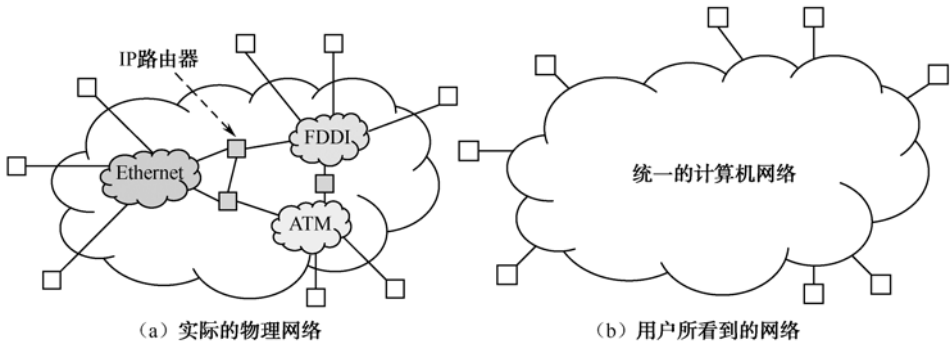 IP路由器
FDDI
Ethernet
ATM
统一的计算机网络
（a）实际的物理网络
（b）用户所看到的网络